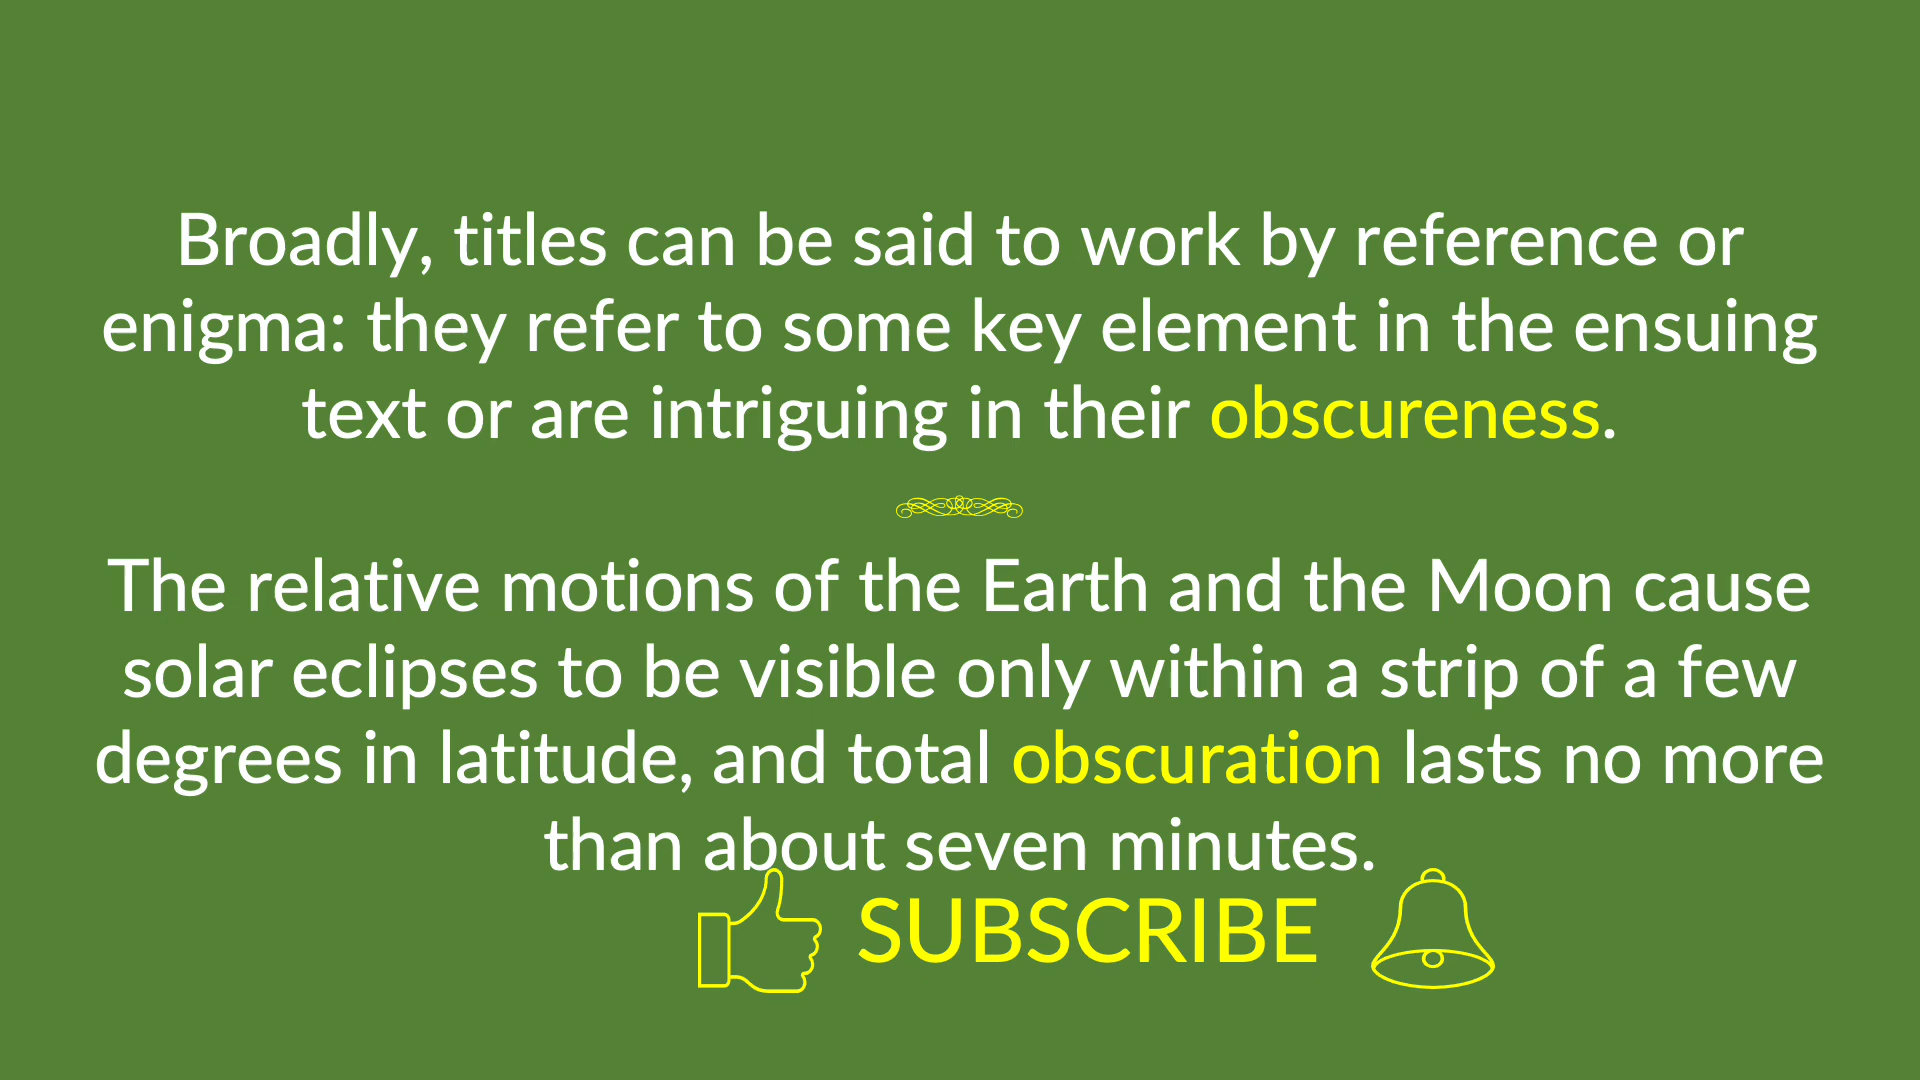 Broadly, titles can be said to work by reference or
enigma: they refer to some key element in the ensuing
text or are intriguing in their obscureness.
The relative motions of the Earth and the Moon cause
solar eclipses to be visible only within a strip of a few
degrees in latitude, and total obscuration lasts no more
than about seven minutes.
SUBSCRIBE